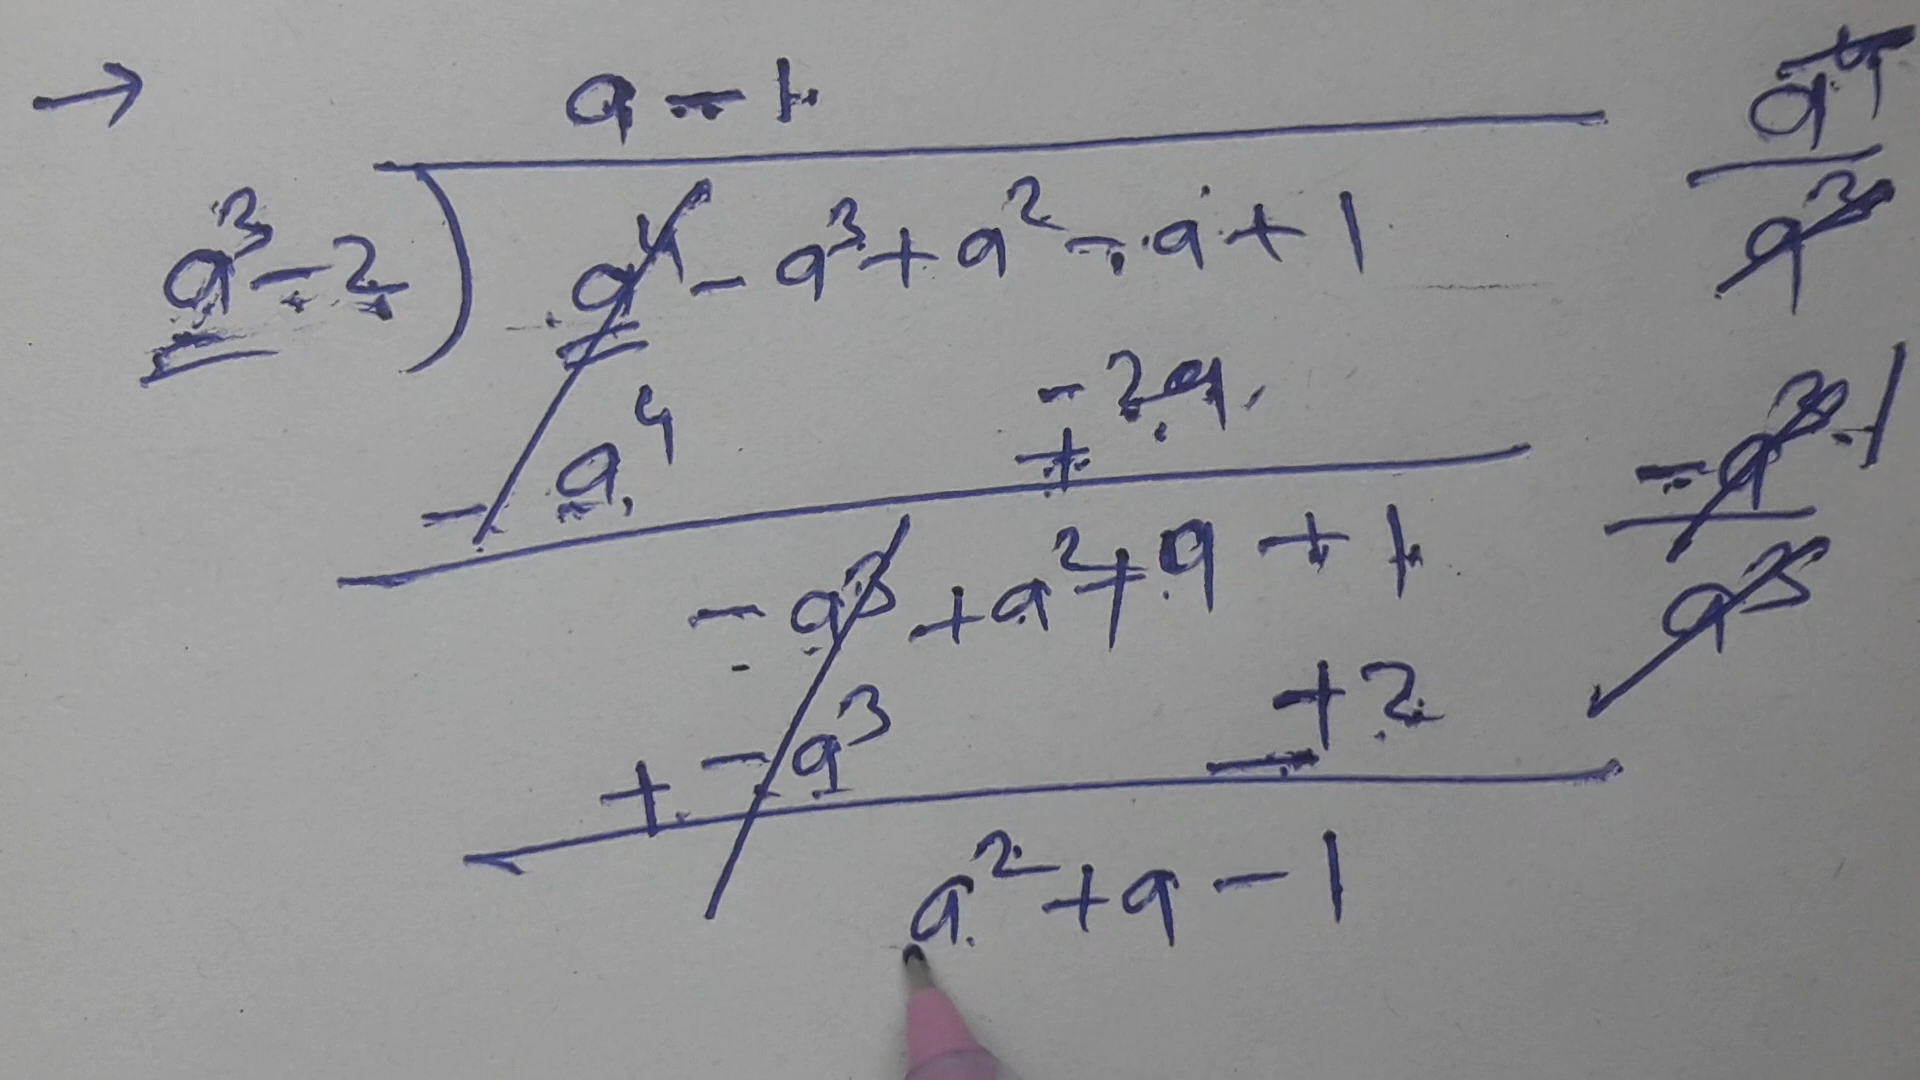 → a - 1
a³ - 2 ) a⁴ - a³ + a² - a + 1
a⁴ - 2a
- +
- a³ + a² + a + 1
- a³ + 2
+ -
a² + a - 1
a⁴
a³
- a³ - 1
a³